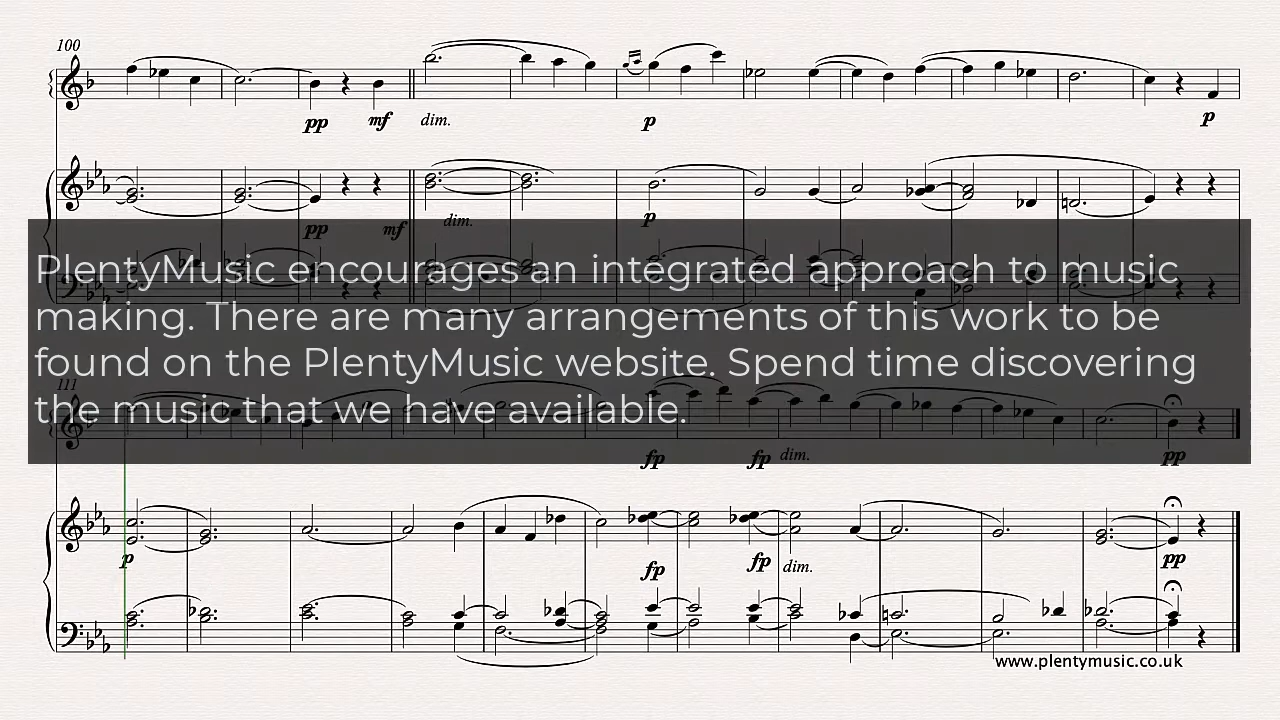 100
pp mf dim. p p
dim. p
pp mf
PlentyMusic encourages an integrated approach to music
making. There are many arrangements of this work to be
found on the PlentyMusic website. Spend time discovering
the music that we have available.
111
fp fp dim. pp
p fp fp dim. pp
www.plentymusic.co.uk